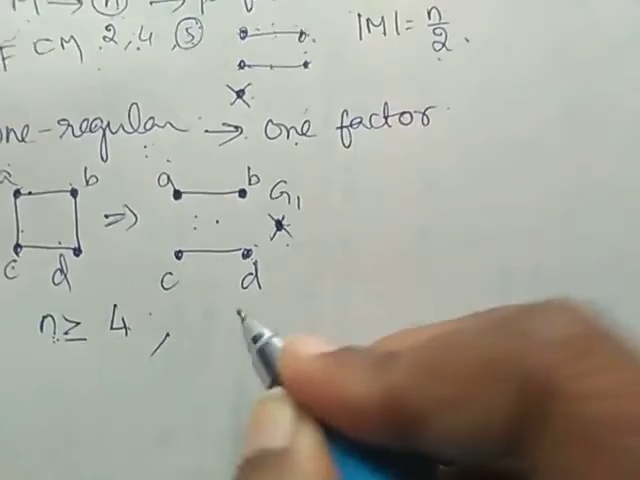 M → (n) → P
F CM 2, 4, (5) |M| = n/2.
one-regular → one factor
a b ⇒ a b G₁
c d c d
n ≥ 4,